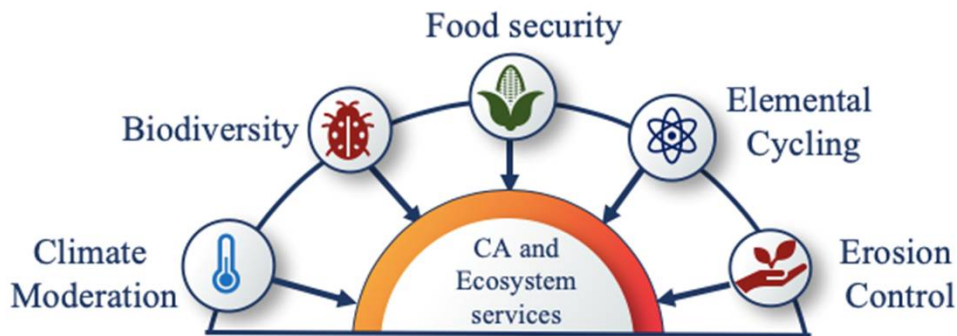 Food security
Biodiversity
Elemental
Cycling
Climate
Moderation
CA and
Ecosystem
services
Erosion
Control